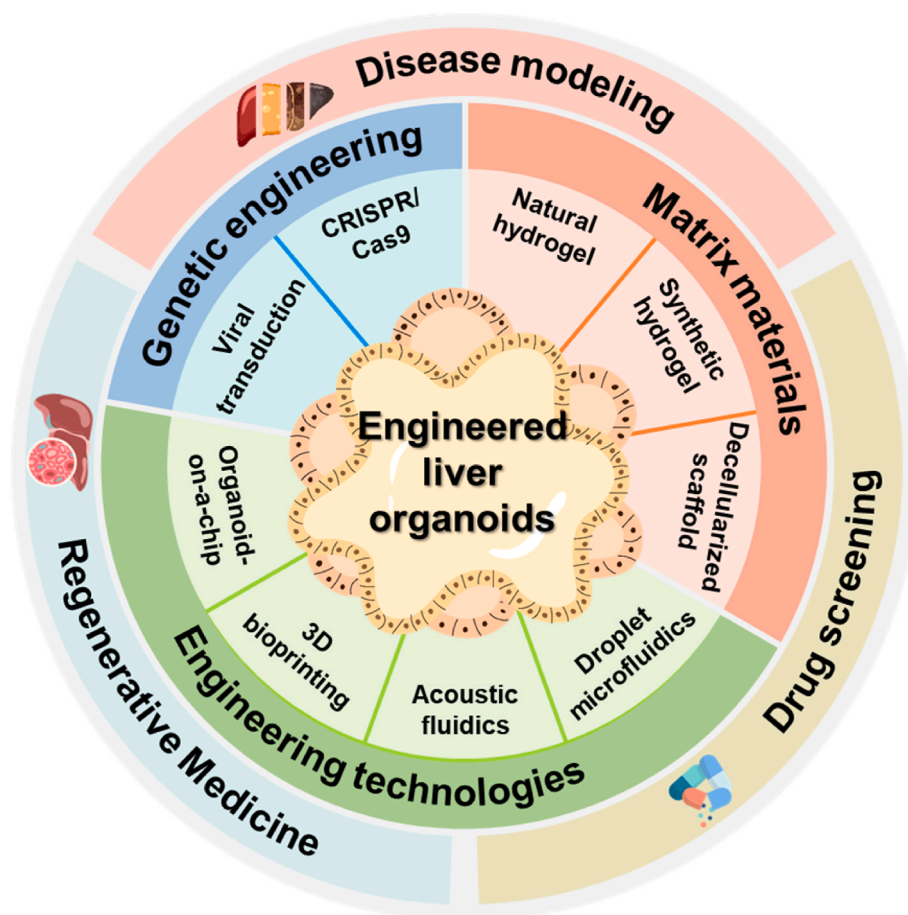 Disease modeling
Genetic engineering
Matrix materials
CRISPR/
Cas9
Natural
hydrogel
Viral
transduction
Synthetic
hydrogel
Engineered
liver
organoids
Decellularized
scaffold
Organoid-
on-a-chip
3D
bioprinting
Acoustic
fluidics
Droplet
microfluidics
Engineering technologies
Regenerative Medicine
Drug screening